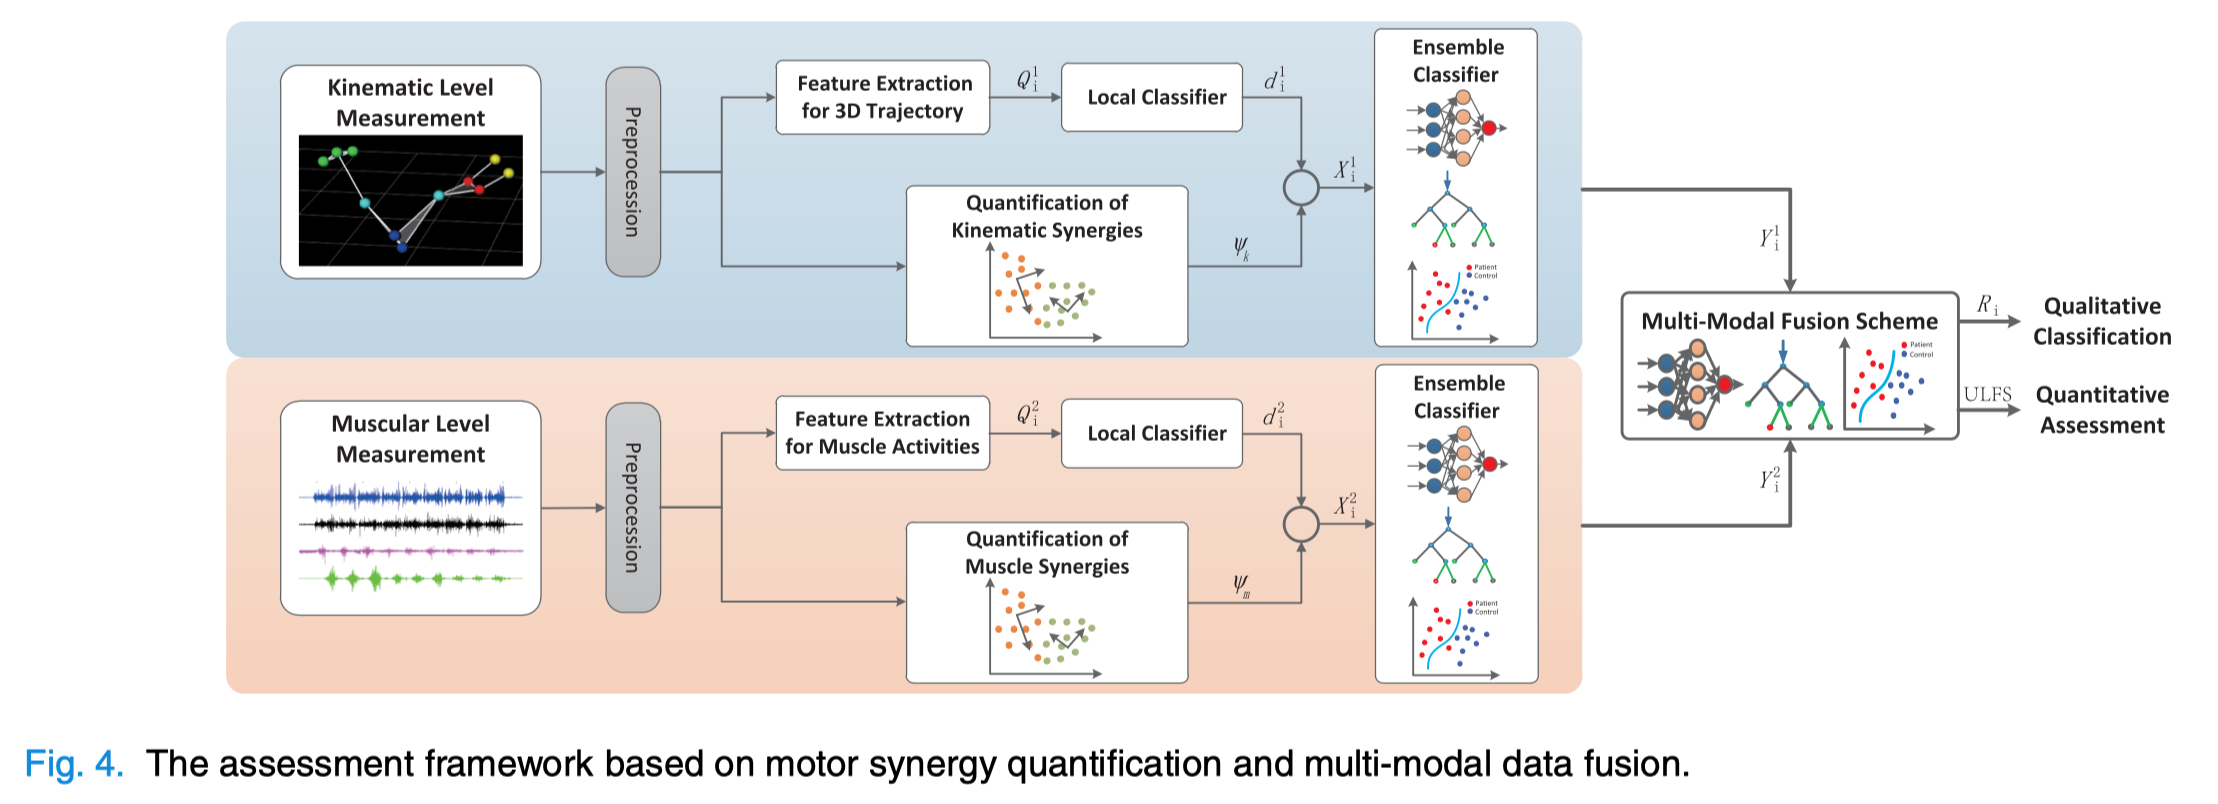 Kinematic Level
Measurement
Preprocession
Feature Extraction
for 3D Trajectory
Q_i^1
Local Classifier
d_i^1
Quantification of
Kinematic Synergies
ψ_k
X_i^1
Ensemble
Classifier
Patient
Control
Y_i^1
Muscular Level
Measurement
Preprocession
Feature Extraction
for Muscle Activities
Q_i^2
Local Classifier
d_i^2
Quantification of
Muscle Synergies
ψ_m
X_i^2
Ensemble
Classifier
Patient
Control
Y_i^2
Multi-Modal Fusion Scheme
Patient
Control
R_i
Qualitative
Classification
ULFS
Quantitative
Assessment
Fig. 4. The assessment framework based on motor synergy quantification and multi-modal data fusion.